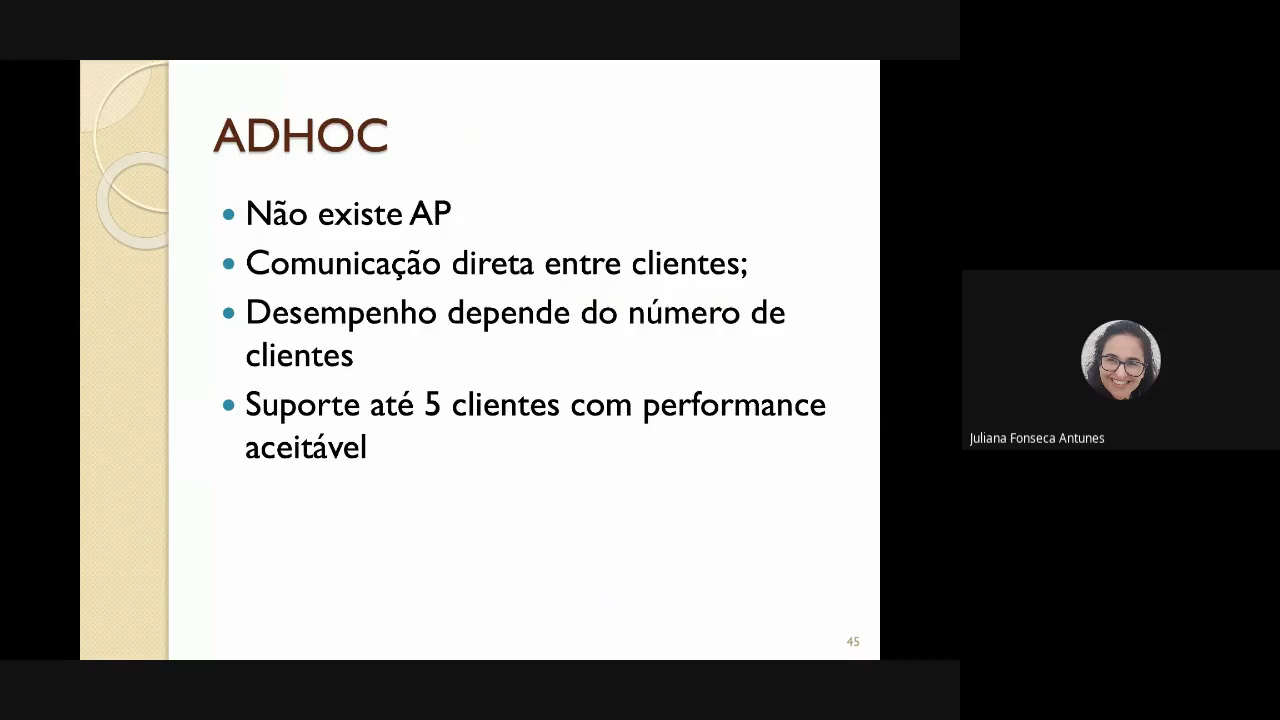 ADHOC
• Não existe AP
• Comunicação direta entre clientes;
• Desempenho depende do número de
clientes
• Suporte até 5 clientes com performance
aceitável
45
Juliana Fonseca Antunes